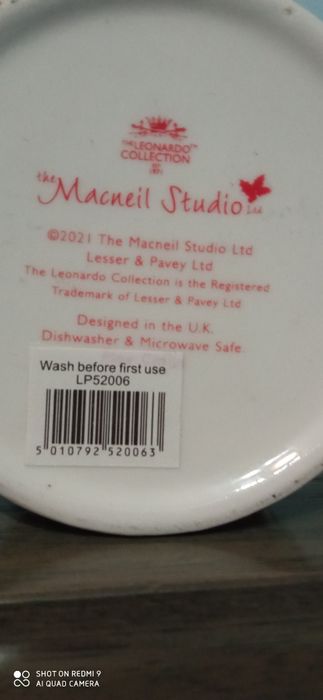 THE LEONARDO™
COLLECTION
the
Macneil Studio Ltd
©2021 The Macneil Studio Ltd
Lesser & Pavey Ltd
The Leonardo Collection is the Registered
Trademark of Lesser & Pavey Ltd
Designed in the U.K.
Dishwasher & Microwave Safe.
Wash before first use
LP52006
5 010792 520063
SHOT ON REDMI 9
AI QUAD CAMERA